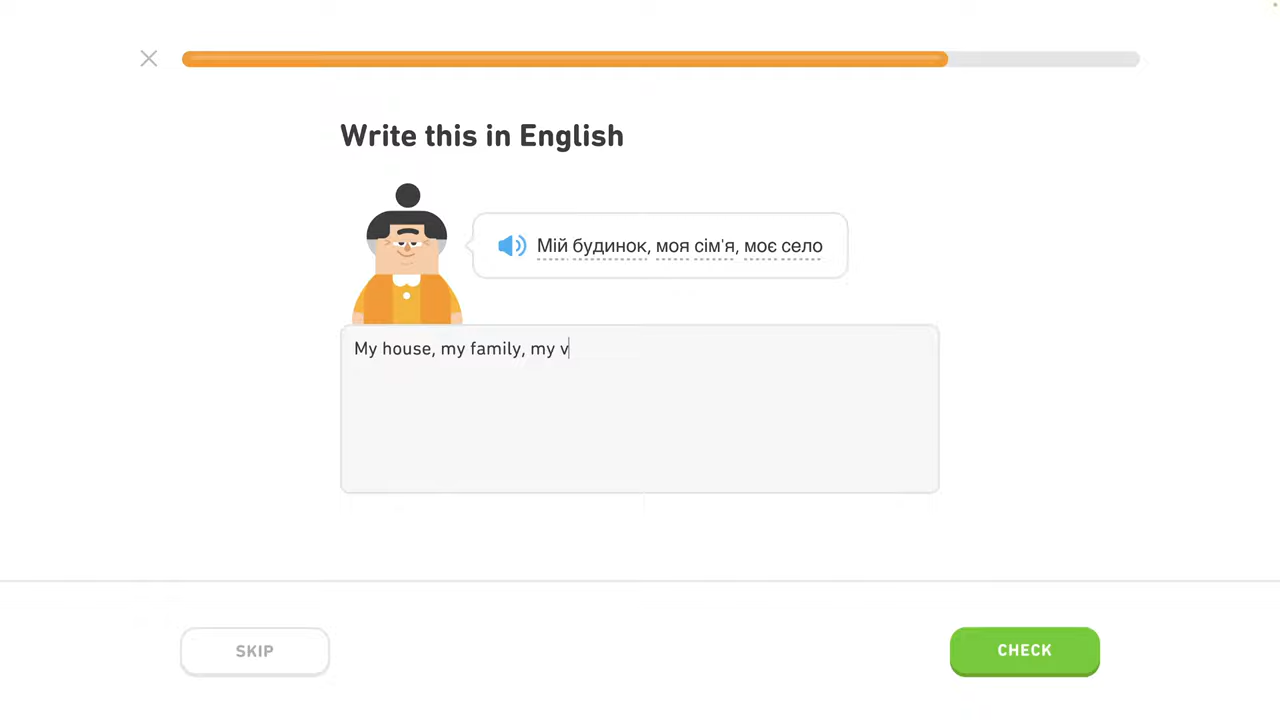 Write this in English
Мій будинок, моя сім'я, моє село
My house, my family, my v
SKIP
CHECK